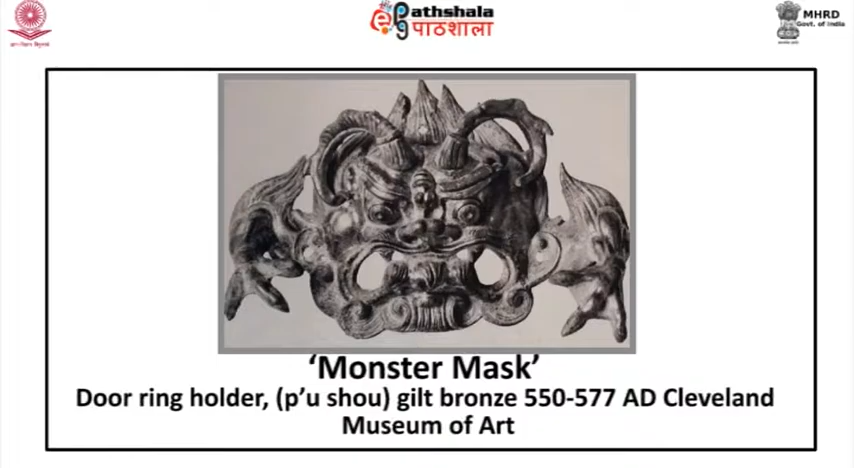 Pathshala
पाठशाला
MHRD
Govt. of India
‘Monster Mask’
Door ring holder, (p’u shou) gilt bronze 550-577 AD Cleveland
Museum of Art